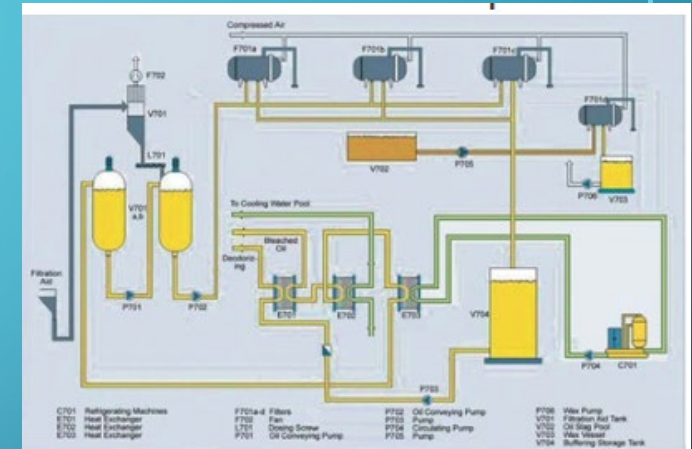 Compressed Air
F701a
F701b
F701c
F702
V701
L701
F701d
V702
P705
P706
V703
V701
a,b
To Cooling Water Pool
Bleached
Oil
Deodoriz-
ing
Filtration
Aid
P701
P702
E701
E702
E703
V704
P704
C701
P703
C701 Refrigerating Machines
E701 Heat Exchanger
E702 Heat Exchanger
E703 Heat Exchanger
F701a-d Filters
F702 Fan
L701 Dosing Screw
P701 Oil Conveying Pump
P702 Oil Conveying Pump
P703 Pump
P704 Circulating Pump
P705 Pump
P706 Wax Pump
V701 Filtration Aid Tank
V702 Oil Slag Pool
V703 Wax Vessel
V704 Buffering Storage Tank